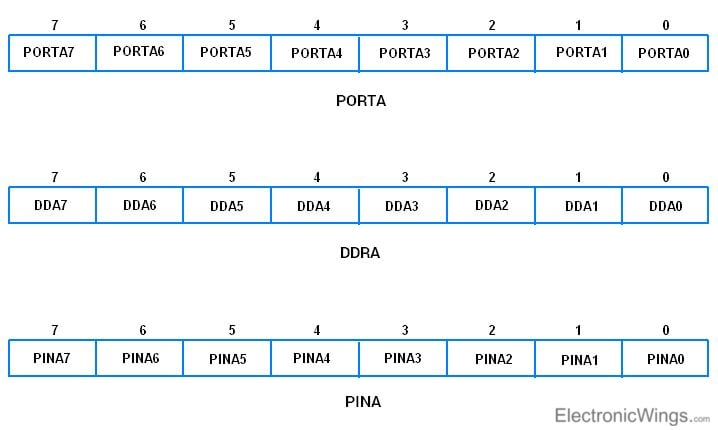 7 6 5 4 3 2 1 0
PORTA7 PORTA6 PORTA5 PORTA4 PORTA3 PORTA2 PORTA1 PORTA0
PORTA
7 6 5 4 3 2 1 0
DDA7 DDA6 DDA5 DDA4 DDA3 DDA2 DDA1 DDA0
DDRA
7 6 5 4 3 2 1 0
PINA7 PINA6 PINA5 PINA4 PINA3 PINA2 PINA1 PINA0
PINA
ElectronicWings.com